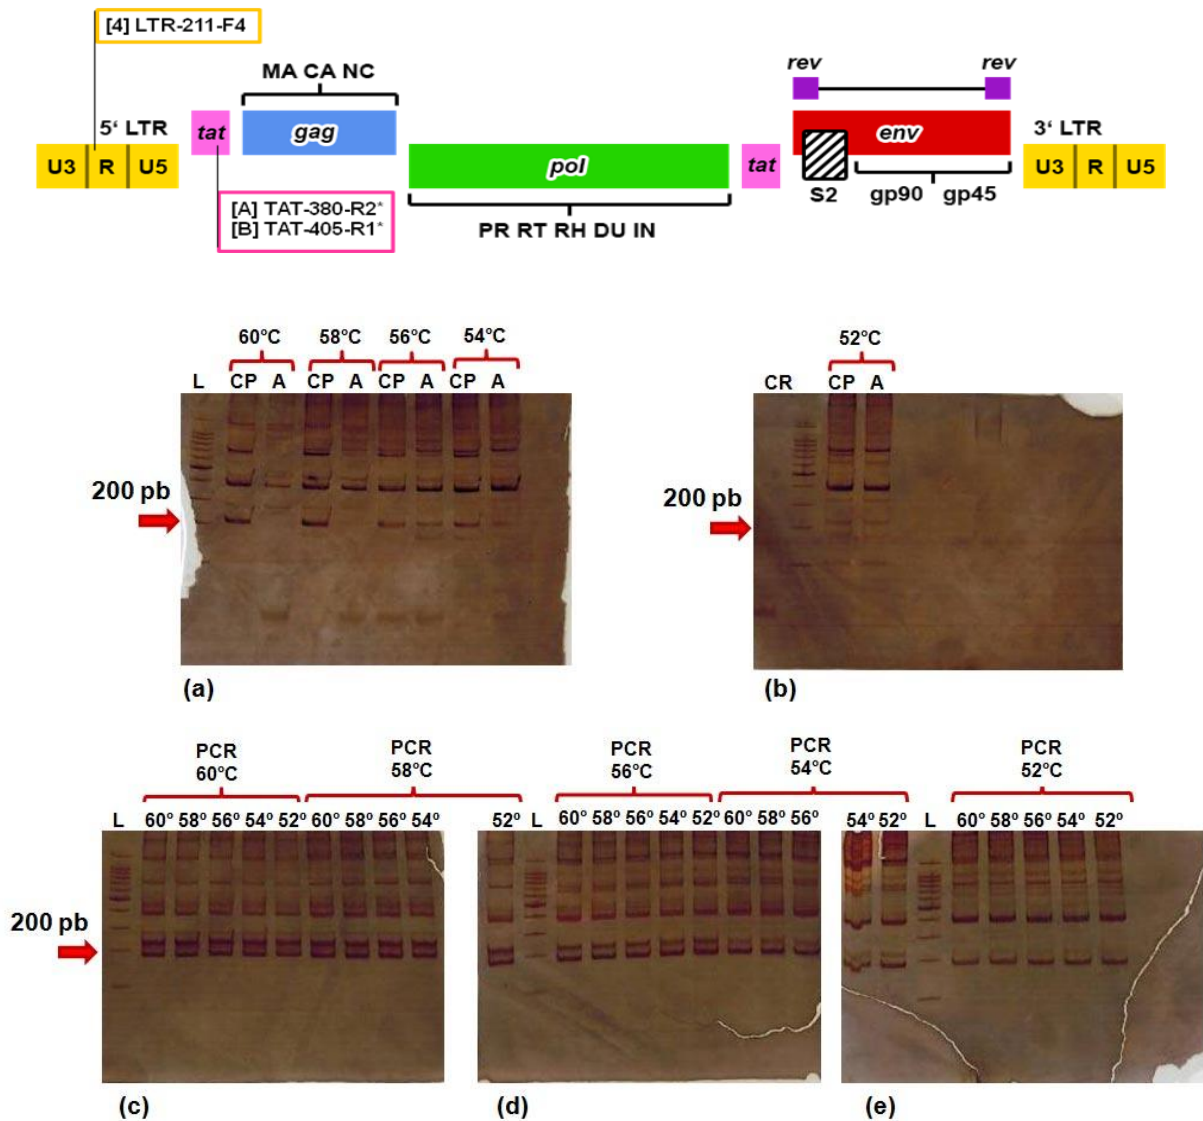 [4] LTR-211-F4
MA CA NC
rev rev
5‘ LTR tat gag env 3‘ LTR
U3 R U5 pol tat U3 R U5
S2 gp90 gp45
[A] TAT-380-R2*
[B] TAT-405-R1*
PR RT RH DU IN
60°C 58°C 56°C 54°C
L CP A CP A CP A CP A
200 pb
(a)
52°C
CR CP A
200 pb
(b)
PCR PCR PCR PCR PCR
60°C 58°C 56°C 54°C 52°C
L 60° 58° 56° 54° 52° 60° 58° 56° 54° 52° L 60° 58° 56° 54° 52° 60° 58° 56° 54° 52° L 60° 58° 56° 54° 52°
200 pb
(c) (d) (e)